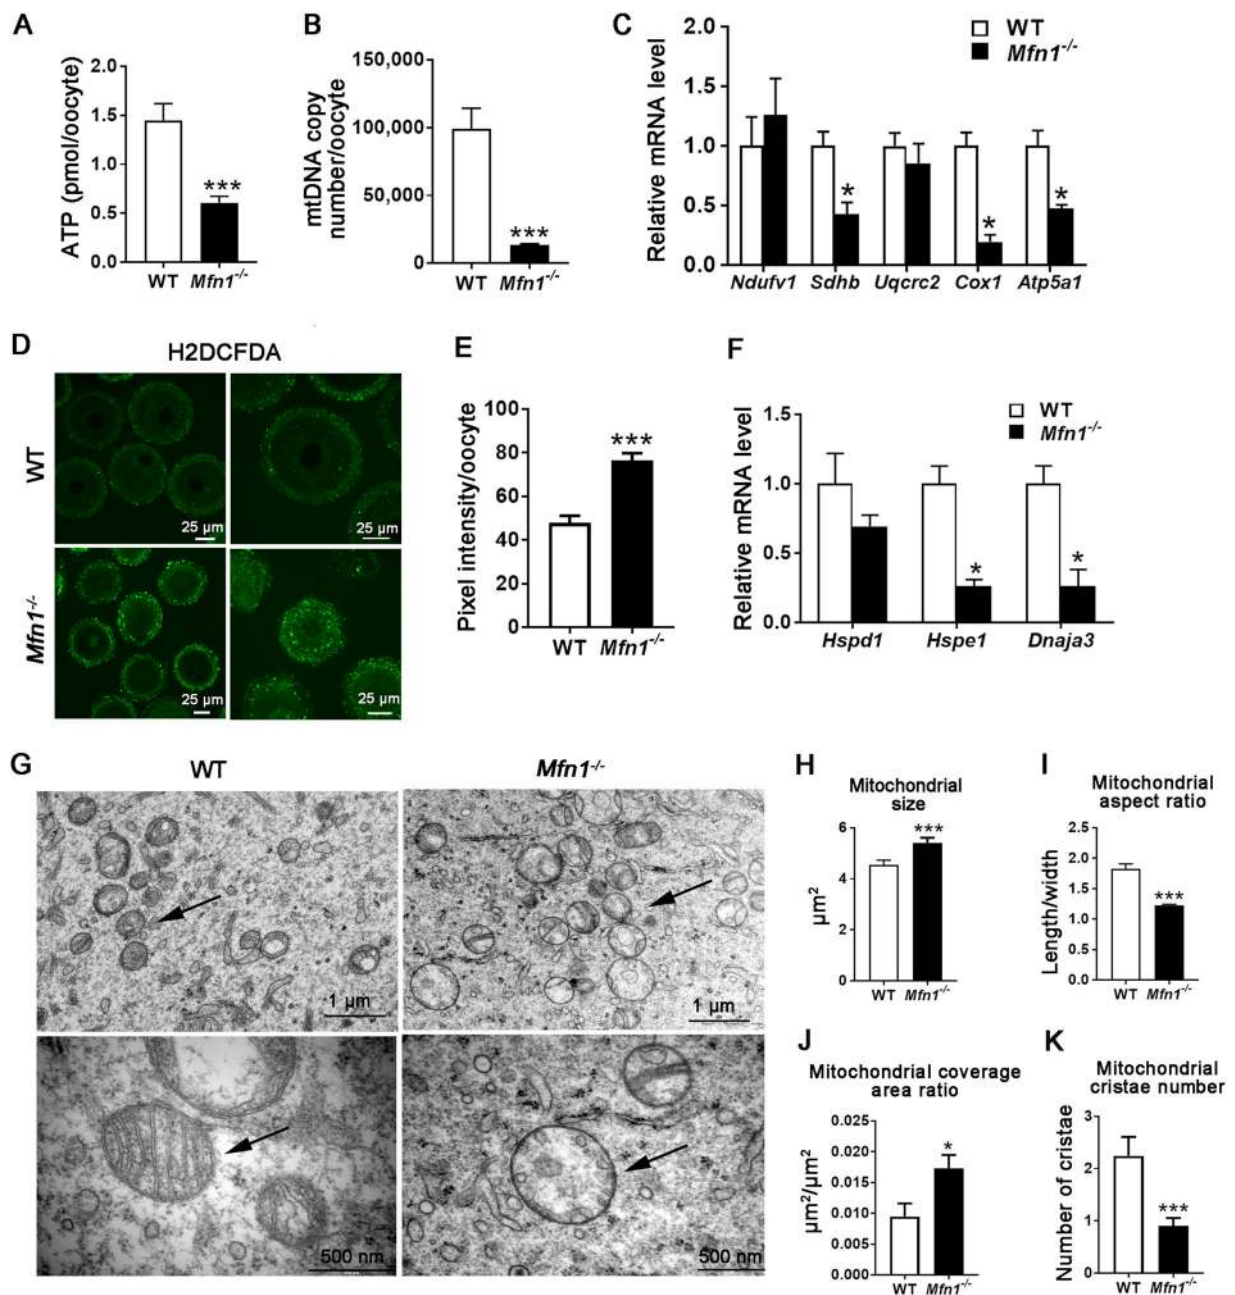 A
ATP (pmol/oocyte)
2.0
1.5
1.0
0.5
0.0
***
WT Mfn1-/-
B
mtDNA copy
number/oocyte
150,000
100,000
50,000
0
***
WT Mfn1-/-
C
WT
Mfn1-/-
Relative mRNA level
2.0
1.5
1.0
0.5
0.0
*
*
*
Ndufv1 Sdhb Uqcrc2 Cox1 Atp5a1
D
H2DCFDA
WT
25 µm
25 µm
Mfn1-/-
25 µm
25 µm
E
Pixel intensity/oocyte
100
80
60
40
20
0
***
WT Mfn1-/-
F
WT
Mfn1-/-
Relative mRNA level
1.5
1.0
0.5
0.0
*
*
Hspd1 Hspe1 Dnaja3
G
WT
Mfn1-/-
1 µm
1 µm
500 nm
500 nm
H
Mitochondrial
size
µm2
6
4
2
0
***
WT Mfn1-/-
I
Mitochondrial
aspect ratio
Length/width
2.5
2.0
1.5
1.0
0.5
0.0
***
WT Mfn1-/-
J
Mitochondrial coverage
area ratio
µm2/µm2
0.025
0.020
0.015
0.010
0.005
0.000
*
WT Mfn1-/-
K
Mitochondrial
cristae number
Number of cristae
3
2
1
0
***
WT Mfn1-/-